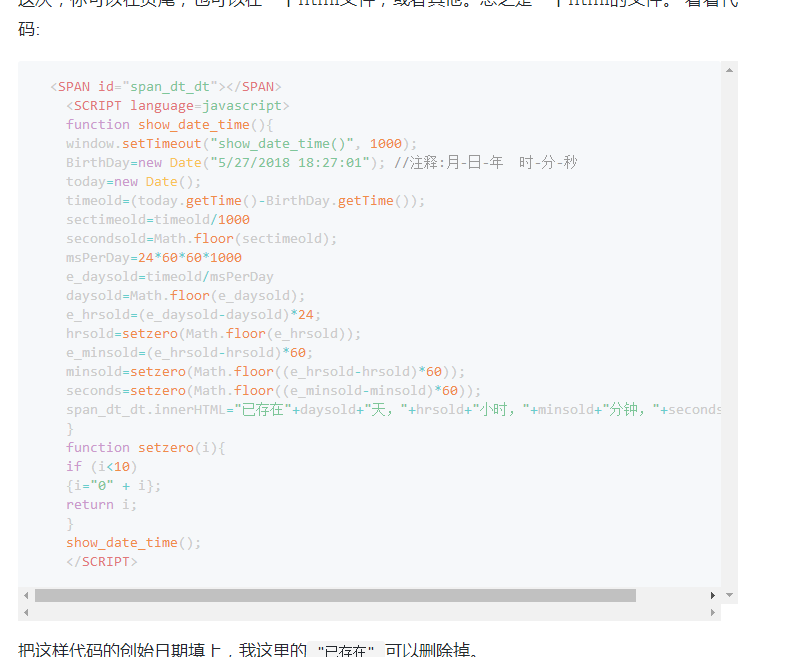 这次，你可以在页尾，也可以在一个html文件，或者其他。总之是一个html的文件。 看看代
码:
<SPAN id="span_dt_dt"></SPAN>
<SCRIPT language=javascript>
function show_date_time(){
window.setTimeout("show_date_time()", 1000);
BirthDay=new Date("5/27/2018 18:27:01"); //注释:月-日-年  时-分-秒
today=new Date();
timeold=(today.getTime()-BirthDay.getTime());
sectimeold=timeold/1000
secondsold=Math.floor(sectimeold);
msPerDay=24*60*60*1000
e_daysold=timeold/msPerDay
daysold=Math.floor(e_daysold);
e_hrsold=(e_daysold-daysold)*24;
hrsold=setzero(Math.floor(e_hrsold));
e_minsold=(e_hrsold-hrsold)*60;
minsold=setzero(Math.floor((e_hrsold-hrsold)*60));
seconds=setzero(Math.floor((e_minsold-minsold)*60));
span_dt_dt.innerHTML="已存在"+daysold+"天，"+hrsold+"小时，"+minsold+"分钟，"+seconds
}
function setzero(i){
if (i<10)
{i="0" + i};
return i;
}
show_date_time();
</SCRIPT>
把这样代码的创始日期填上，我这里的 "已存在" 可以删除掉。